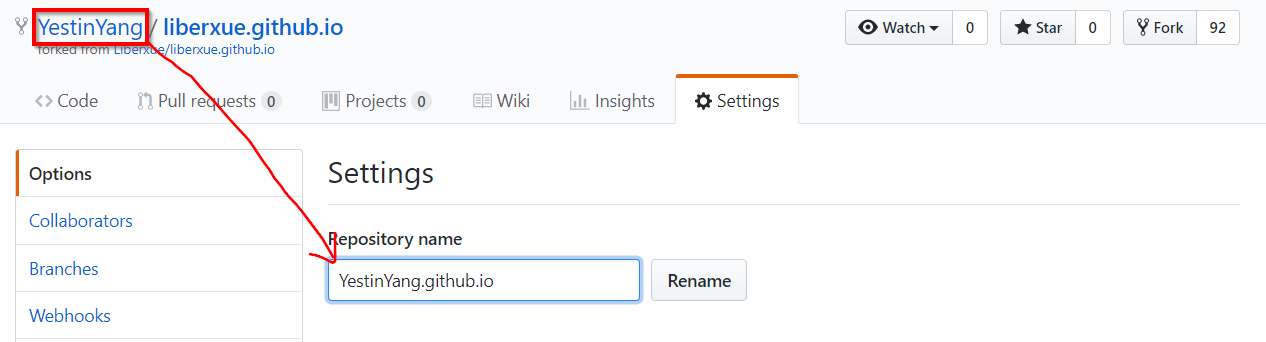 YestinYang / liberxue.github.io Watch 0 Star 0 Fork 92
forked from Liberxue/liberxue.github.io
Code Pull requests 0 Projects 0 Wiki Insights Settings
Options
Settings
Collaborators
Repository name
Branches
YestinYang.github.io Rename
Webhooks